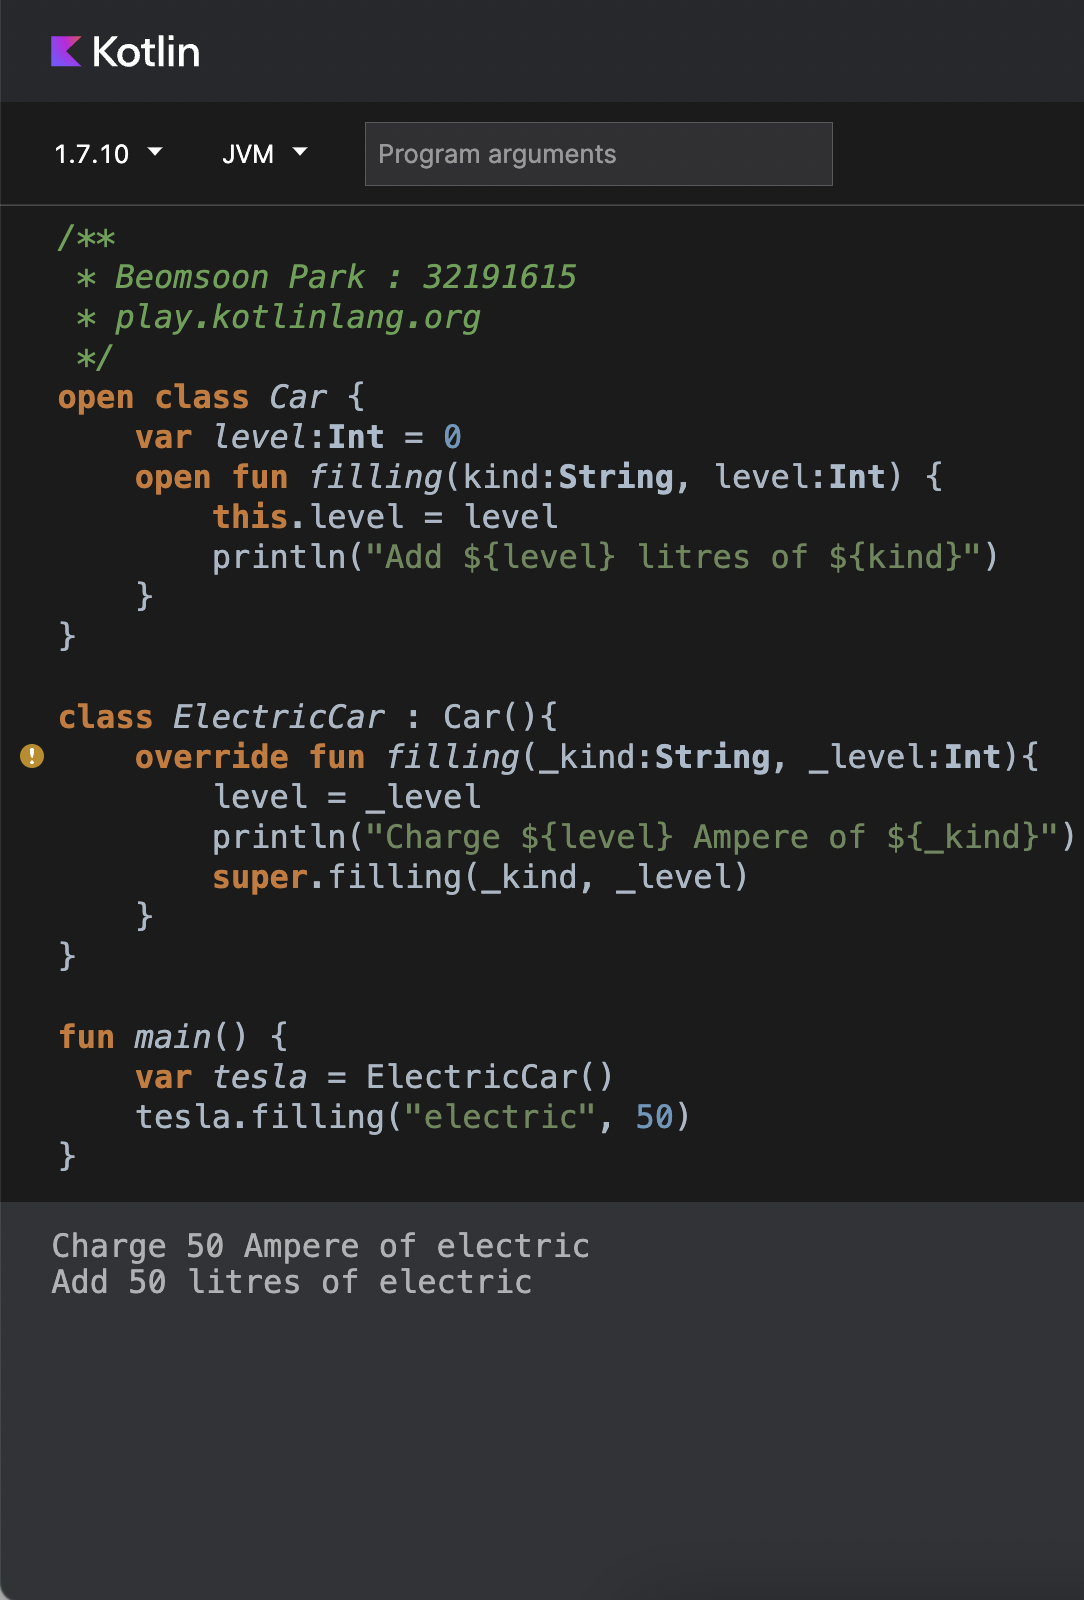 Kotlin
1.7.10 JVM Program arguments
/**
 * Beomsoon Park : 32191615
 * play.kotlinlang.org
 */
open class Car {
    var level:Int = 0
    open fun filling(kind:String, level:Int) {
        this.level = level
        println("Add ${level} litres of ${kind}")
    }
}

class ElectricCar : Car(){
    override fun filling(_kind:String, _level:Int){
        level = _level
        println("Charge ${level} Ampere of ${_kind}")
        super.filling(_kind, _level)
    }
}

fun main() {
    var tesla = ElectricCar()
    tesla.filling("electric", 50)
}
Charge 50 Ampere of electric
Add 50 litres of electric